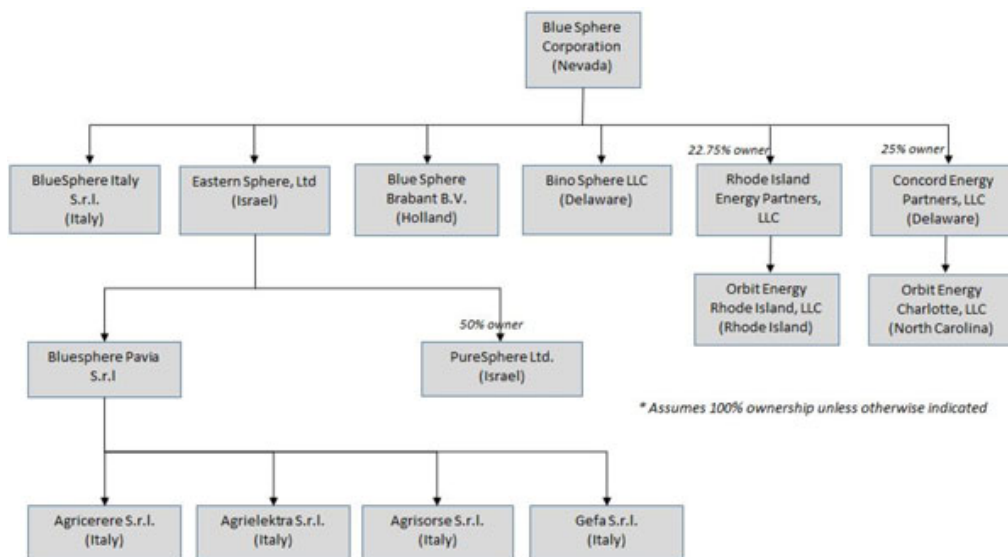 Blue Sphere
Corporation
(Nevada)
22.75% owner
25% owner
BlueSphere Italy
S.r.l.
(Italy)
Eastern Sphere, Ltd
(Israel)
Blue Sphere
Brabant B.V.
(Holland)
Bino Sphere LLC
(Delaware)
Rhode Island
Energy Partners,
LLC
Concord Energy
Partners, LLC
(Delaware)
Orbit Energy
Rhode Island, LLC
(Rhode Island)
Orbit Energy
Charlotte, LLC
(North Carolina)
50% owner
Bluesphere Pavia
S.r.l
PureSphere Ltd.
(Israel)
* Assumes 100% ownership unless otherwise indicated
Agricerere S.r.l.
(Italy)
Agrielektra S.r.l.
(Italy)
Agrisorse S.r.l.
(Italy)
Gefa S.r.l.
(Italy)